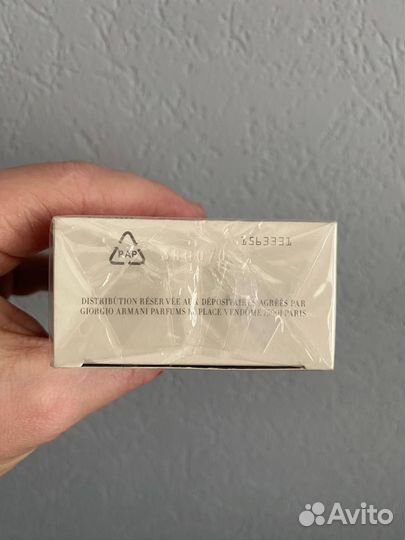 1563331
PAP
DISTRIBUTION RÉSERVÉE AUX DÉPOSITAIRES AGRÉÉS PAR
GIORGIO ARMANI PARFUMS PLACE VENDÔME PARIS
Avito